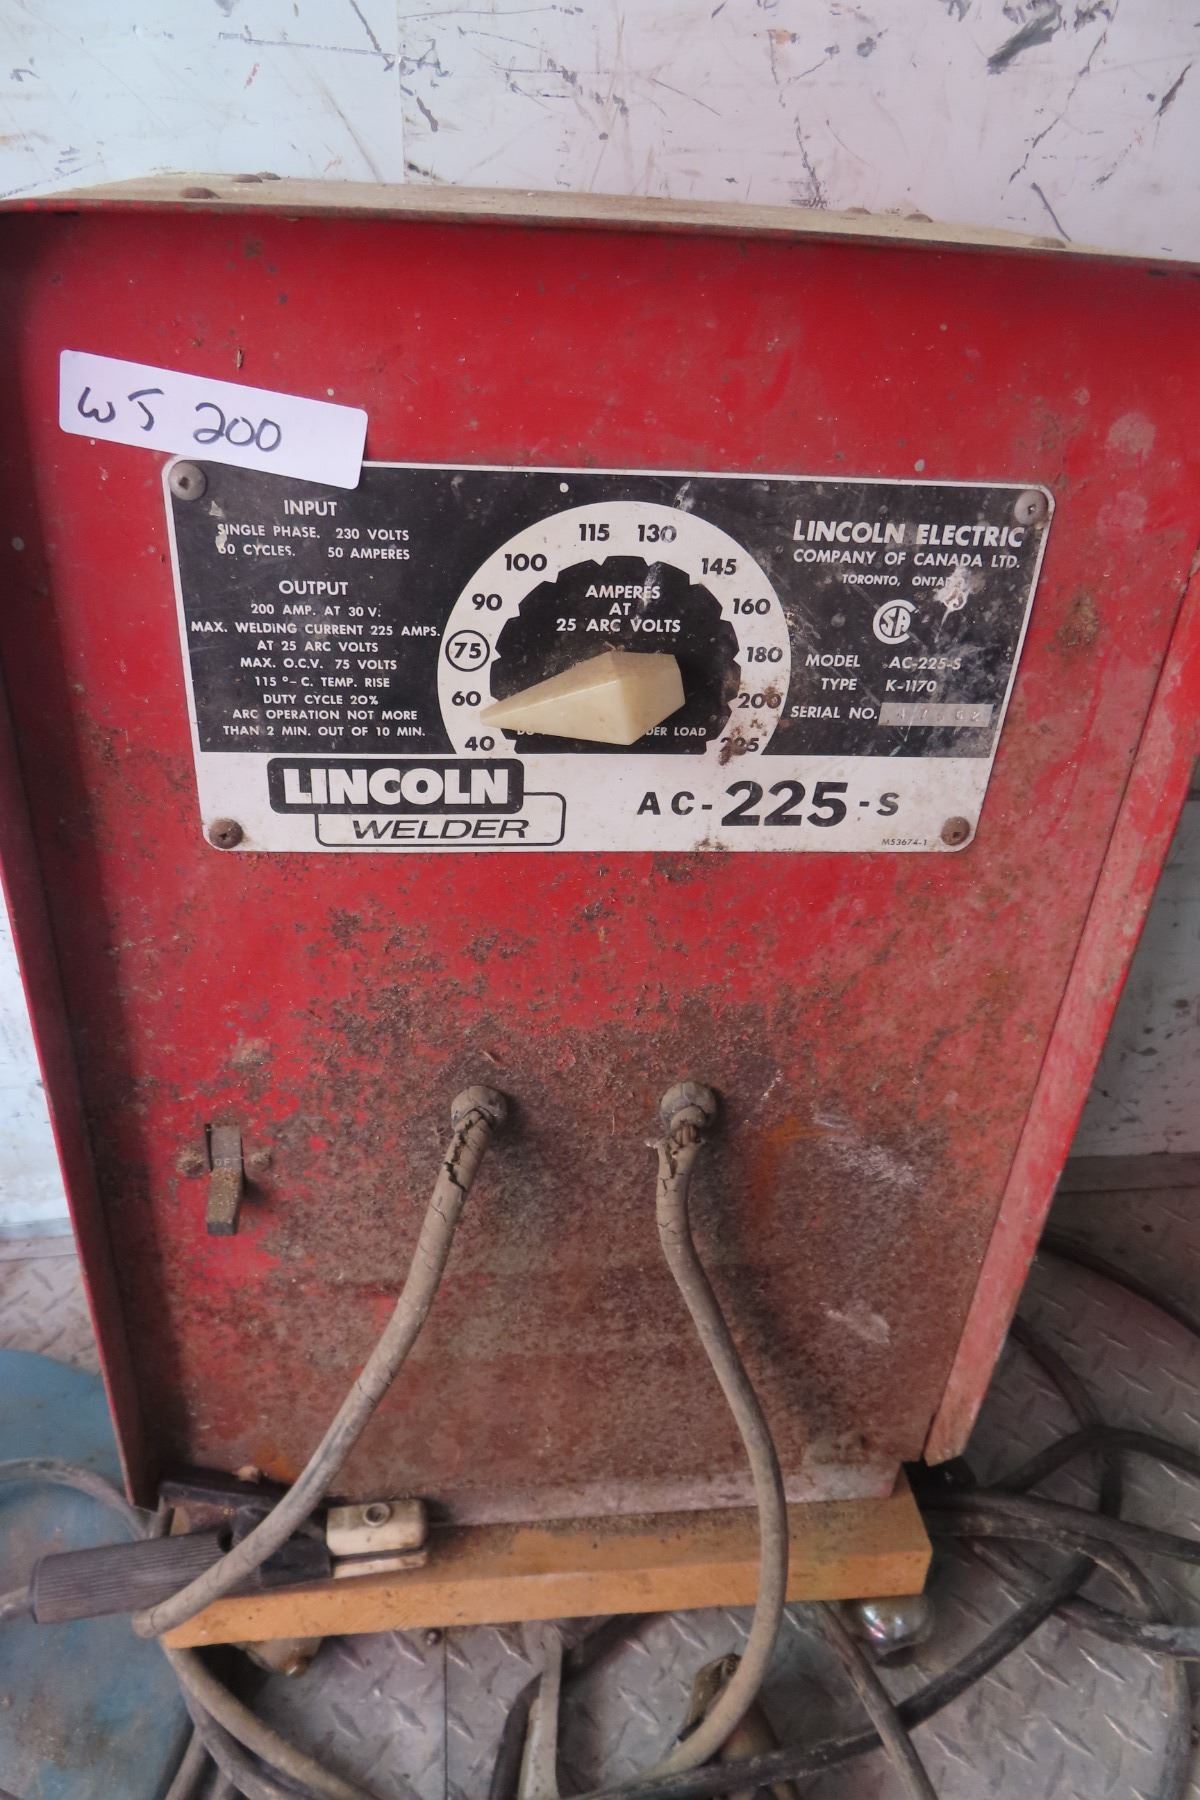 WJ 200
INPUT
SINGLE PHASE. 230 VOLTS
60 CYCLES. 50 AMPERES
OUTPUT
200 AMP. AT 30 V.
MAX. WELDING CURRENT 225 AMPS.
AT 25 ARC VOLTS
MAX. O.C.V. 75 VOLTS
115 °-C. TEMP. RISE
DUTY CYCLE 20%
ARC OPERATION NOT MORE
THAN 2 MIN. OUT OF 10 MIN.
40
60
75
90
100
115
130
145
160
180
200
225
AMPERES
AT
25 ARC VOLTS
LOAD
LINCOLN ELECTRIC
COMPANY OF CANADA LTD.
TORONTO, ONTARIO
SA
MODEL AC-225-S
TYPE K-1170
SERIAL NO.
LINCOLN
WELDER
AC-225-S
M53674-1
OFF